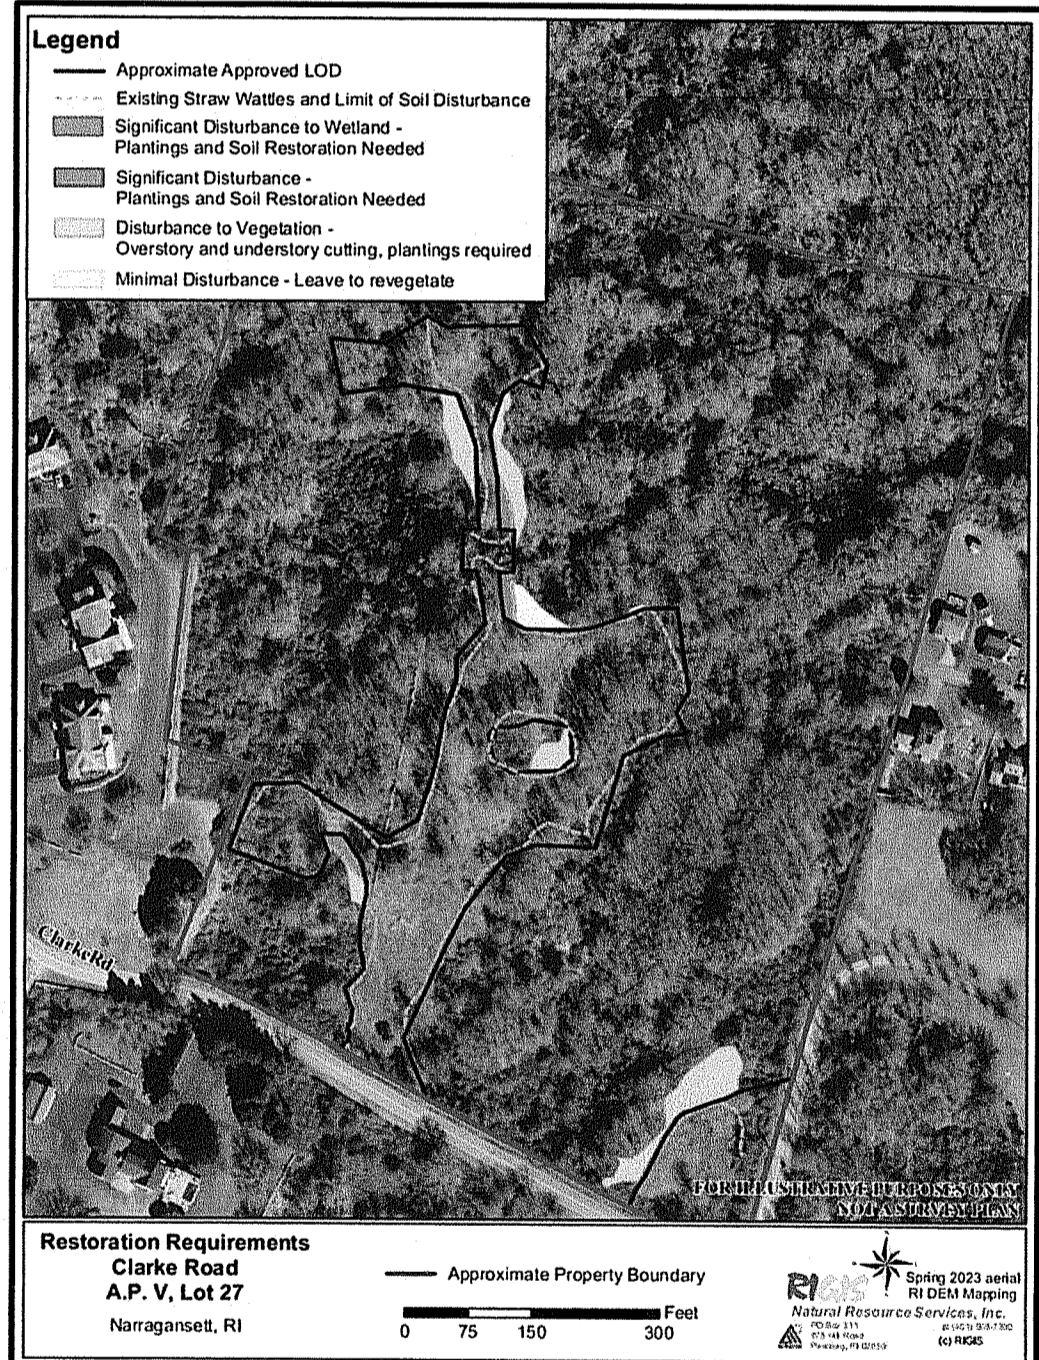 Legend
Approximate Approved LOD
Existing Straw Wattles and Limit of Soil Disturbance
Significant Disturbance to Wetland -
Plantings and Soil Restoration Needed
Significant Disturbance -
Plantings and Soil Restoration Needed
Disturbance to Vegetation -
Overstory and understory cutting, plantings required
Minimal Disturbance - Leave to revegetate
Clarke Rd
FOR ILLUSTRATIVE PURPOSES ONLY
NOT A SURVEY PLAN
Restoration Requirements
Clarke Road
A.P. V, Lot 27
Narragansett, RI
Approximate Property Boundary
Feet
0 75 150 300
RIGIS
Spring 2023 aerial
RI DEM Mapping
Natural Resource Services, Inc.
PO Box 311
(c) RIGIS